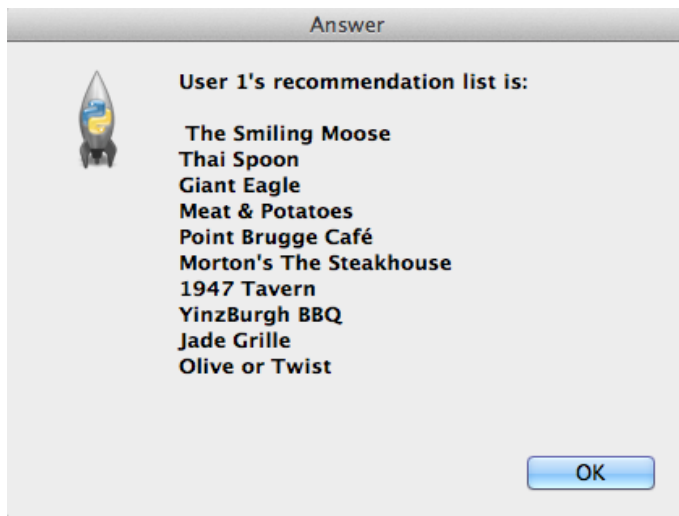 Answer
User 1's recommendation list is:
The Smiling Moose
Thai Spoon
Giant Eagle
Meat & Potatoes
Point Brugge Café
Morton's The Steakhouse
1947 Tavern
YinzBurgh BBQ
Jade Grille
Olive or Twist
OK